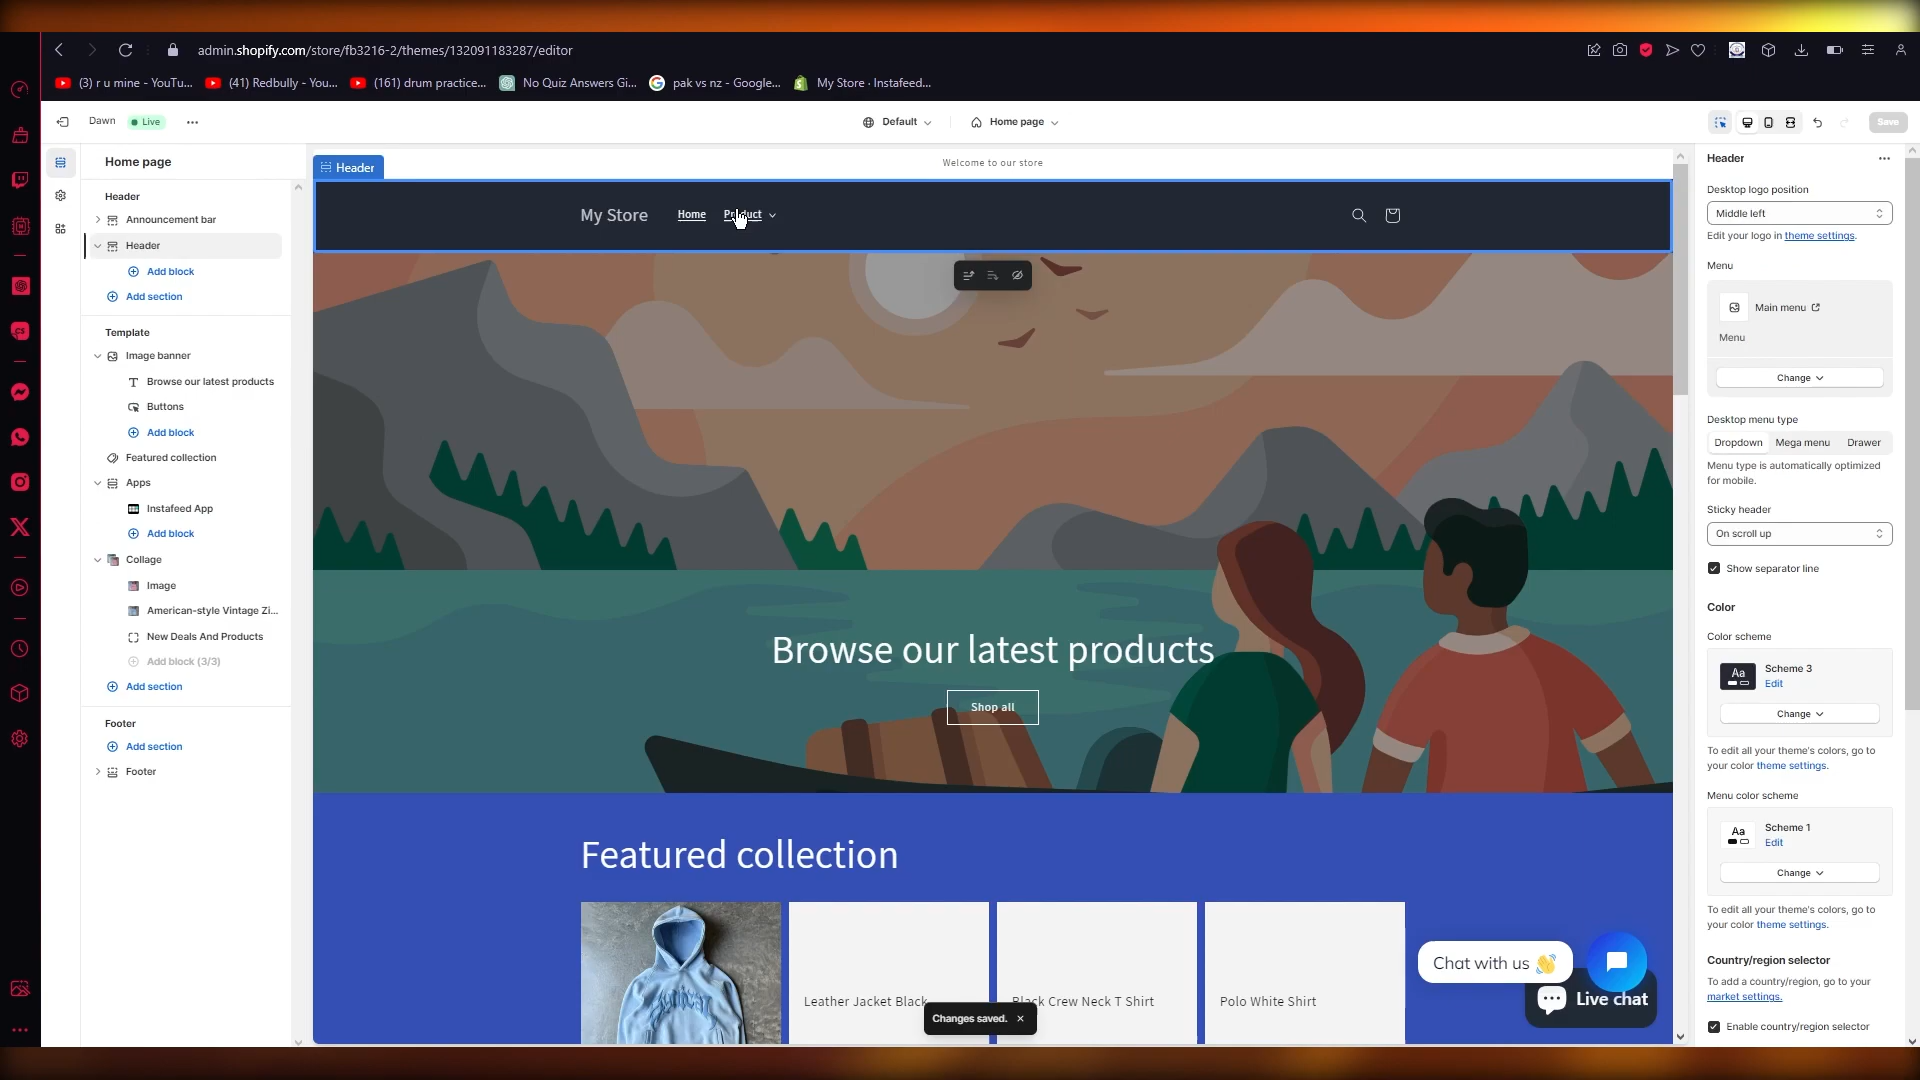 admin.shopify.com/store/fb3216-2/themes/132091183287/editor
(3) r u mine - YouTu...
(41) Redbully - You...
(161) drum practice...
No Quiz Answers Gi...
pak vs nz - Google...
My Store · Instafeed...
Dawn
Live
Default
Home page
Save
Home page
Header
Announcement bar
Header
Add block
Add section
Template
Image banner
Browse our latest products
Buttons
Add block
Featured collection
Apps
Instafeed App
Add block
Collage
Image
American-style Vintage Zi...
New Deals And Products
Add block (3/3)
Add section
Footer
Add section
Footer
Header
Welcome to our store
My Store
Home
Product
Browse our latest products
Shop all
Featured collection
Leather Jacket Black
Black Crew Neck T Shirt
Polo White Shirt
Changes saved.
Chat with us 👋
Live chat
Header
Desktop logo position
Middle left
Edit your logo in theme settings.
Menu
Main menu
Menu
Change
Desktop menu type
Dropdown
Mega menu
Drawer
Menu type is automatically optimized
for mobile.
Sticky header
On scroll up
Show separator line
Color
Color scheme
Aa
Scheme 3
Edit
Change
To edit all your theme's colors, go to
your color theme settings.
Menu color scheme
Aa
Scheme 1
Edit
Change
To edit all your theme's colors, go to
your color theme settings.
Country/region selector
To add a country/region, go to your
market settings.
Enable country/region selector